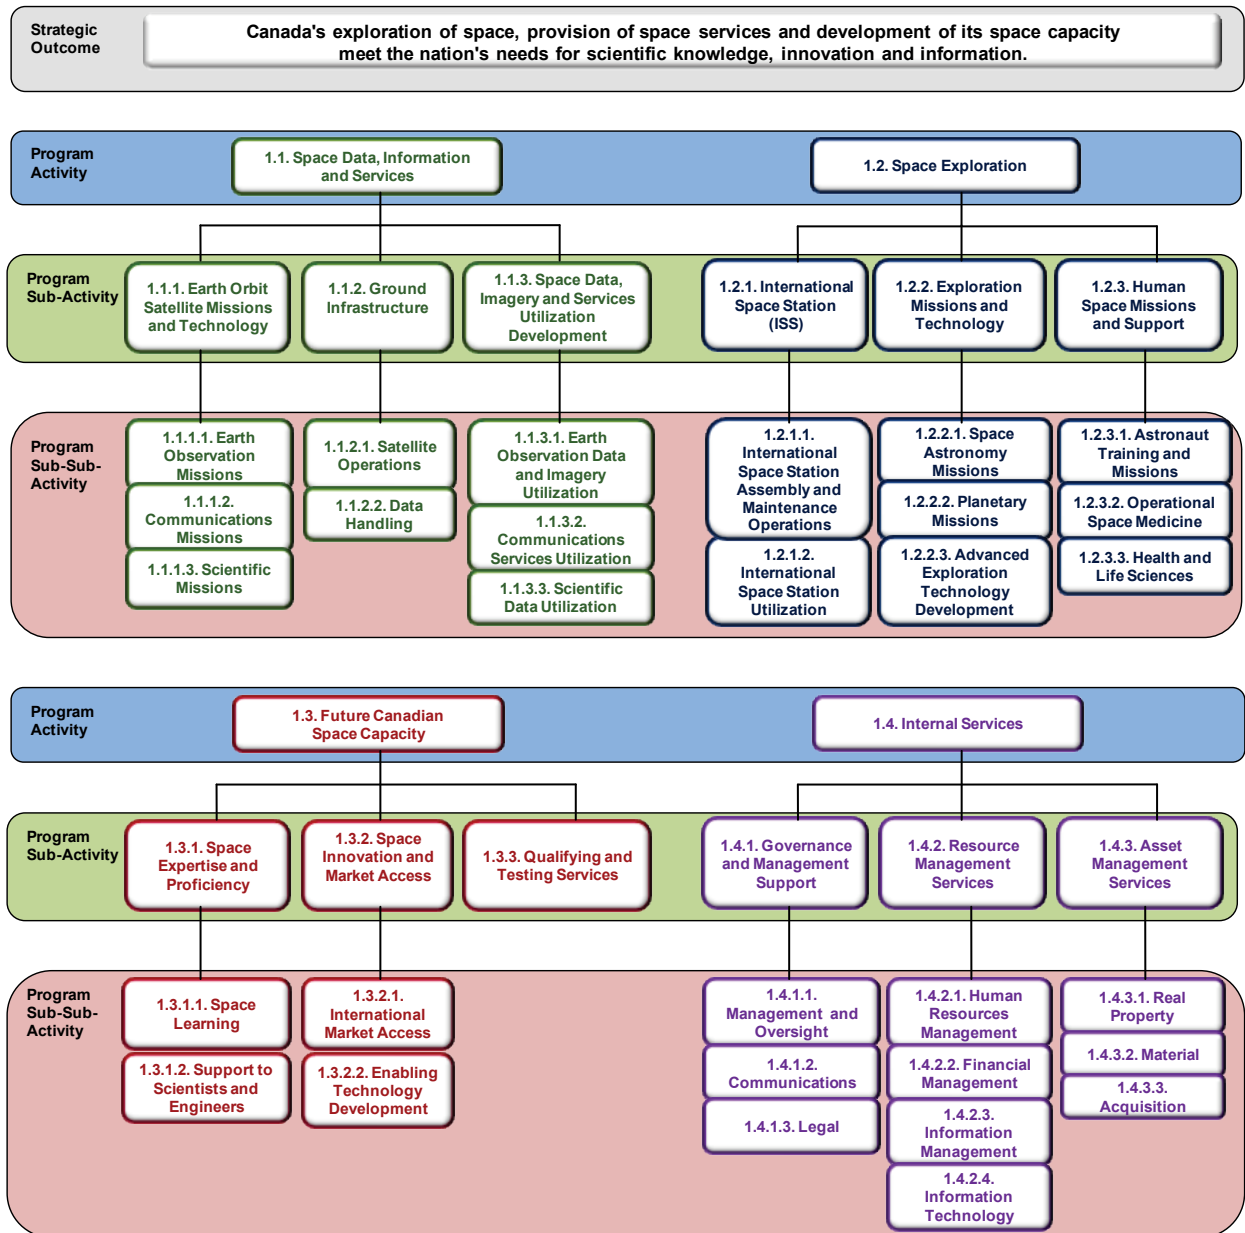 Strategic
Outcome
Canada's exploration of space, provision of space services and development of its space capacity
meet the nation's needs for scientific knowledge, innovation and information.
Program
Activity
1.1. Space Data, Information
and Services
1.2. Space Exploration
Program
Sub-Activity
1.1.1. Earth Orbit
Satellite Missions
and Technology
1.1.2. Ground
Infrastructure
1.1.3. Space Data,
Imagery and Services
Utilization
Development
1.2.1. International
Space Station
(ISS)
1.2.2. Exploration
Missions and
Technology
1.2.3. Human
Space Missions
and Support
Program
Sub-Sub-
Activity
1.1.1.1. Earth
Observation
Missions
1.1.1.2.
Communications
Missions
1.1.1.3. Scientific
Missions
1.1.2.1. Satellite
Operations
1.1.2.2. Data
Handling
1.1.3.1. Earth
Observation Data
and Imagery
Utilization
1.1.3.2.
Communications
Services Utilization
1.1.3.3. Scientific
Data Utilization
1.2.1.1.
International
Space Station
Assembly and
Maintenance
Operations
1.2.1.2.
International
Space Station
Utilization
1.2.2.1. Space
Astronomy
Missions
1.2.2.2. Planetary
Missions
1.2.2.3. Advanced
Exploration
Technology
Development
1.2.3.1. Astronaut
Training and
Missions
1.2.3.2. Operational
Space Medicine
1.2.3.3. Health and
Life Sciences
Program
Activity
1.3. Future Canadian
Space Capacity
1.4. Internal Services
Program
Sub-Activity
1.3.1. Space
Expertise and
Proficiency
1.3.2. Space
Innovation and
Market Access
1.3.3. Qualifying and
Testing Services
1.4.1. Governance
and Management
Support
1.4.2. Resource
Management
Services
1.4.3. Asset
Management
Services
Program
Sub-Sub-
Activity
1.3.1.1. Space
Learning
1.3.1.2. Support to
Scientists and
Engineers
1.3.2.1.
International
Market Access
1.3.2.2. Enabling
Technology
Development
1.4.1.1.
Management and
Oversight
1.4.1.2.
Communications
1.4.1.3. Legal
1.4.2.1. Human
Resources
Management
1.4.2.2. Financial
Management
1.4.2.3.
Information
Management
1.4.2.4.
Information
Technology
1.4.3.1. Real
Property
1.4.3.2. Material
1.4.3.3.
Acquisition